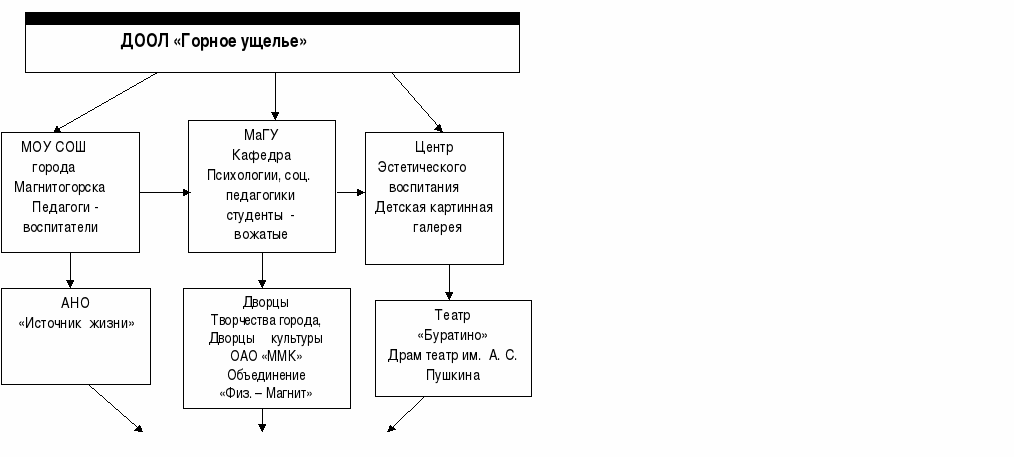 ДООЛ «Горное ущелье»
МОУ СОШ
города
Магнитогорска
Педагоги -
воспитатели
МаГУ
Кафедра
Психологии, соц.
педагогики
студенты -
вожатые
Центр
Эстетического
воспитания
Детская картинная
галерея
АНО
«Источник жизни»
Дворцы
Творчества города,
Дворцы культуры
ОАО «ММК»
Объединение
«Физ. – Магнит»
Театр
«Буратино»
Драм театр им. А. С.
Пушкина